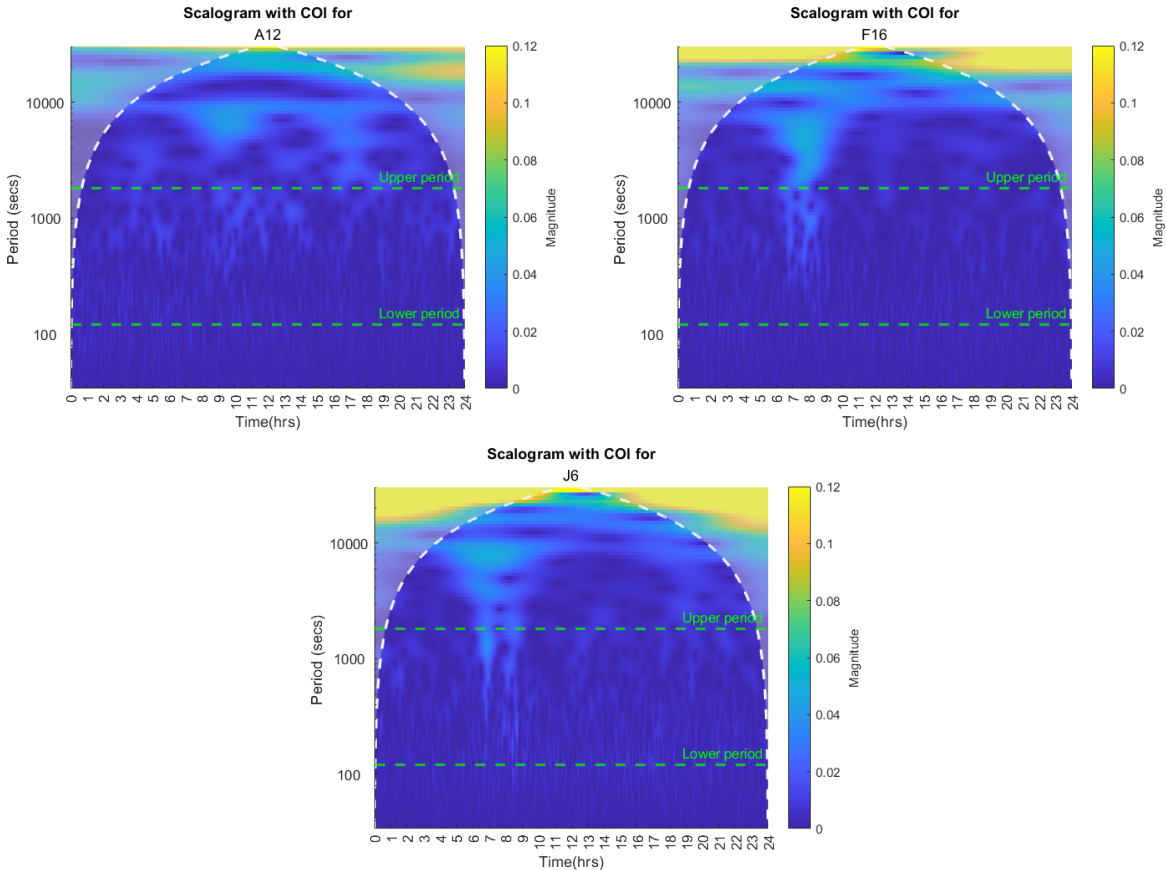 Scalogram with COI for
A12
Period (secs)
10000
1000
100
Upper period
Lower period
0 1 2 3 4 5 6 7 8 9 10 11 12 13 14 15 16 17 18 19 20 21 22 23 24
Time(hrs)
0.12
0.1
0.08
0.06
0.04
0.02
0
Magnitude
Scalogram with COI for
F16
Period (secs)
10000
1000
100
Upper period
Lower period
0 1 2 3 4 5 6 7 8 9 10 11 12 13 14 15 16 17 18 19 20 21 22 23 24
Time(hrs)
0.12
0.1
0.08
0.06
0.04
0.02
0
Magnitude
Scalogram with COI for
J6
Period (secs)
10000
1000
100
Upper period
Lower period
0 1 2 3 4 5 6 7 8 9 10 11 12 13 14 15 16 17 18 19 20 21 22 23 24
Time(hrs)
0.12
0.1
0.08
0.06
0.04
0.02
0
Magnitude